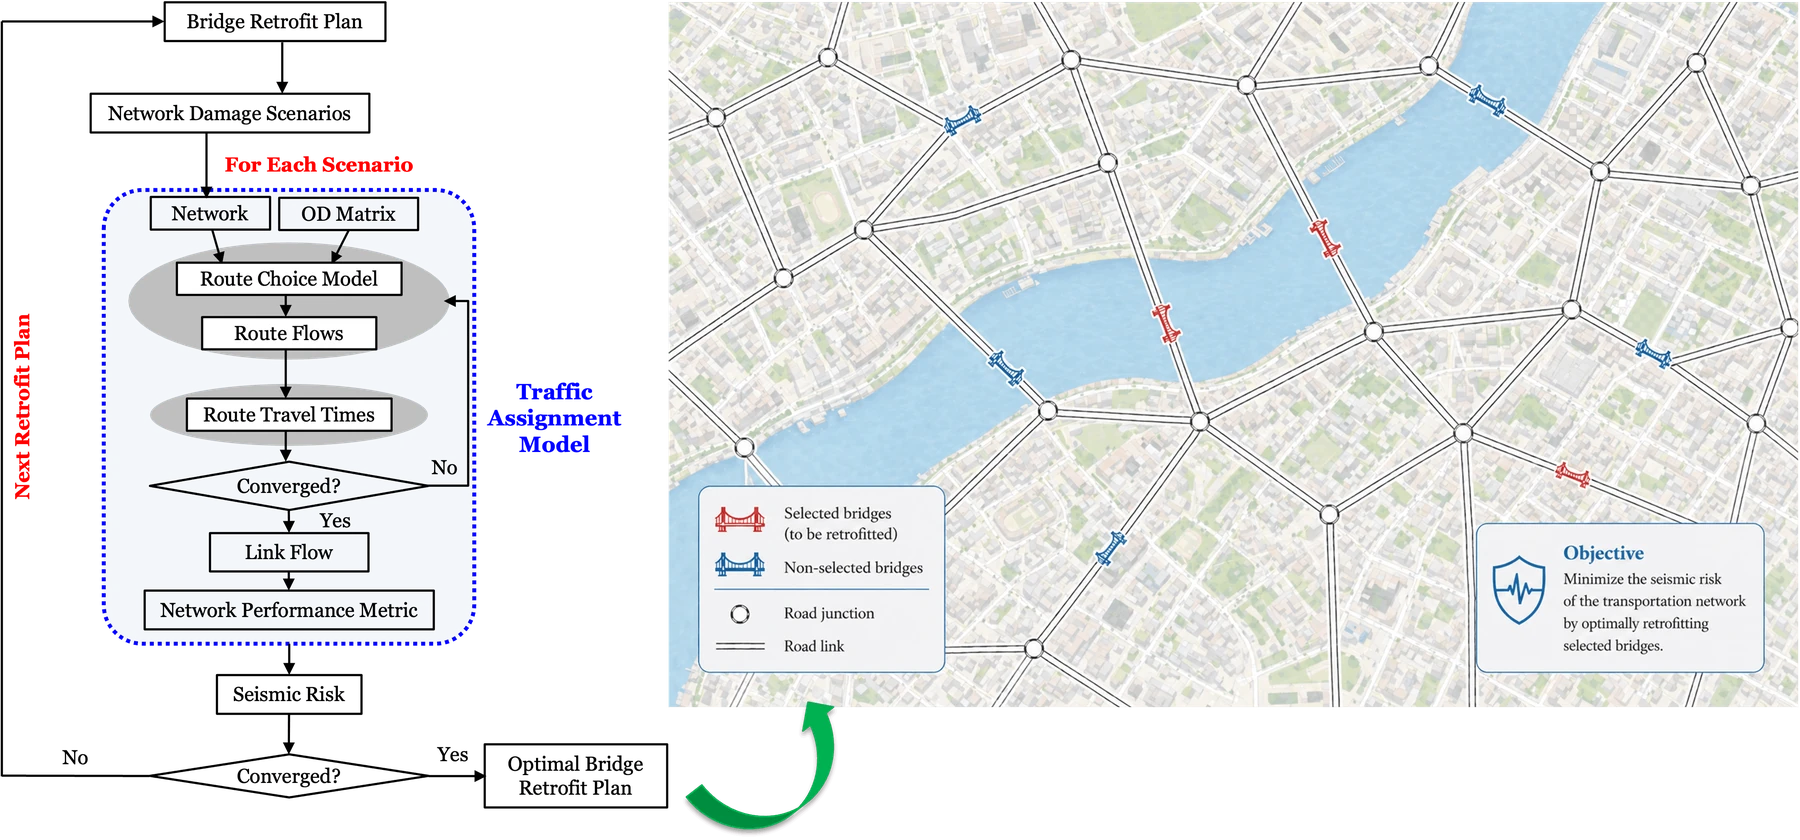 Bridge Retrofit Plan
Network Damage Scenarios
For Each Scenario
Network
OD Matrix
Route Choice Model
Route Flows
Route Travel Times
Converged?
No
Yes
Link Flow
Network Performance Metric
Traffic
Assignment
Model
Next Retrofit Plan
Seismic Risk
Converged?
No
Yes
Optimal Bridge
Retrofit Plan
Selected bridges
(to be retrofitted)
Non-selected bridges
Road junction
Road link
Objective
Minimize the seismic risk
of the transportation network
by optimally retrofitting
selected bridges.